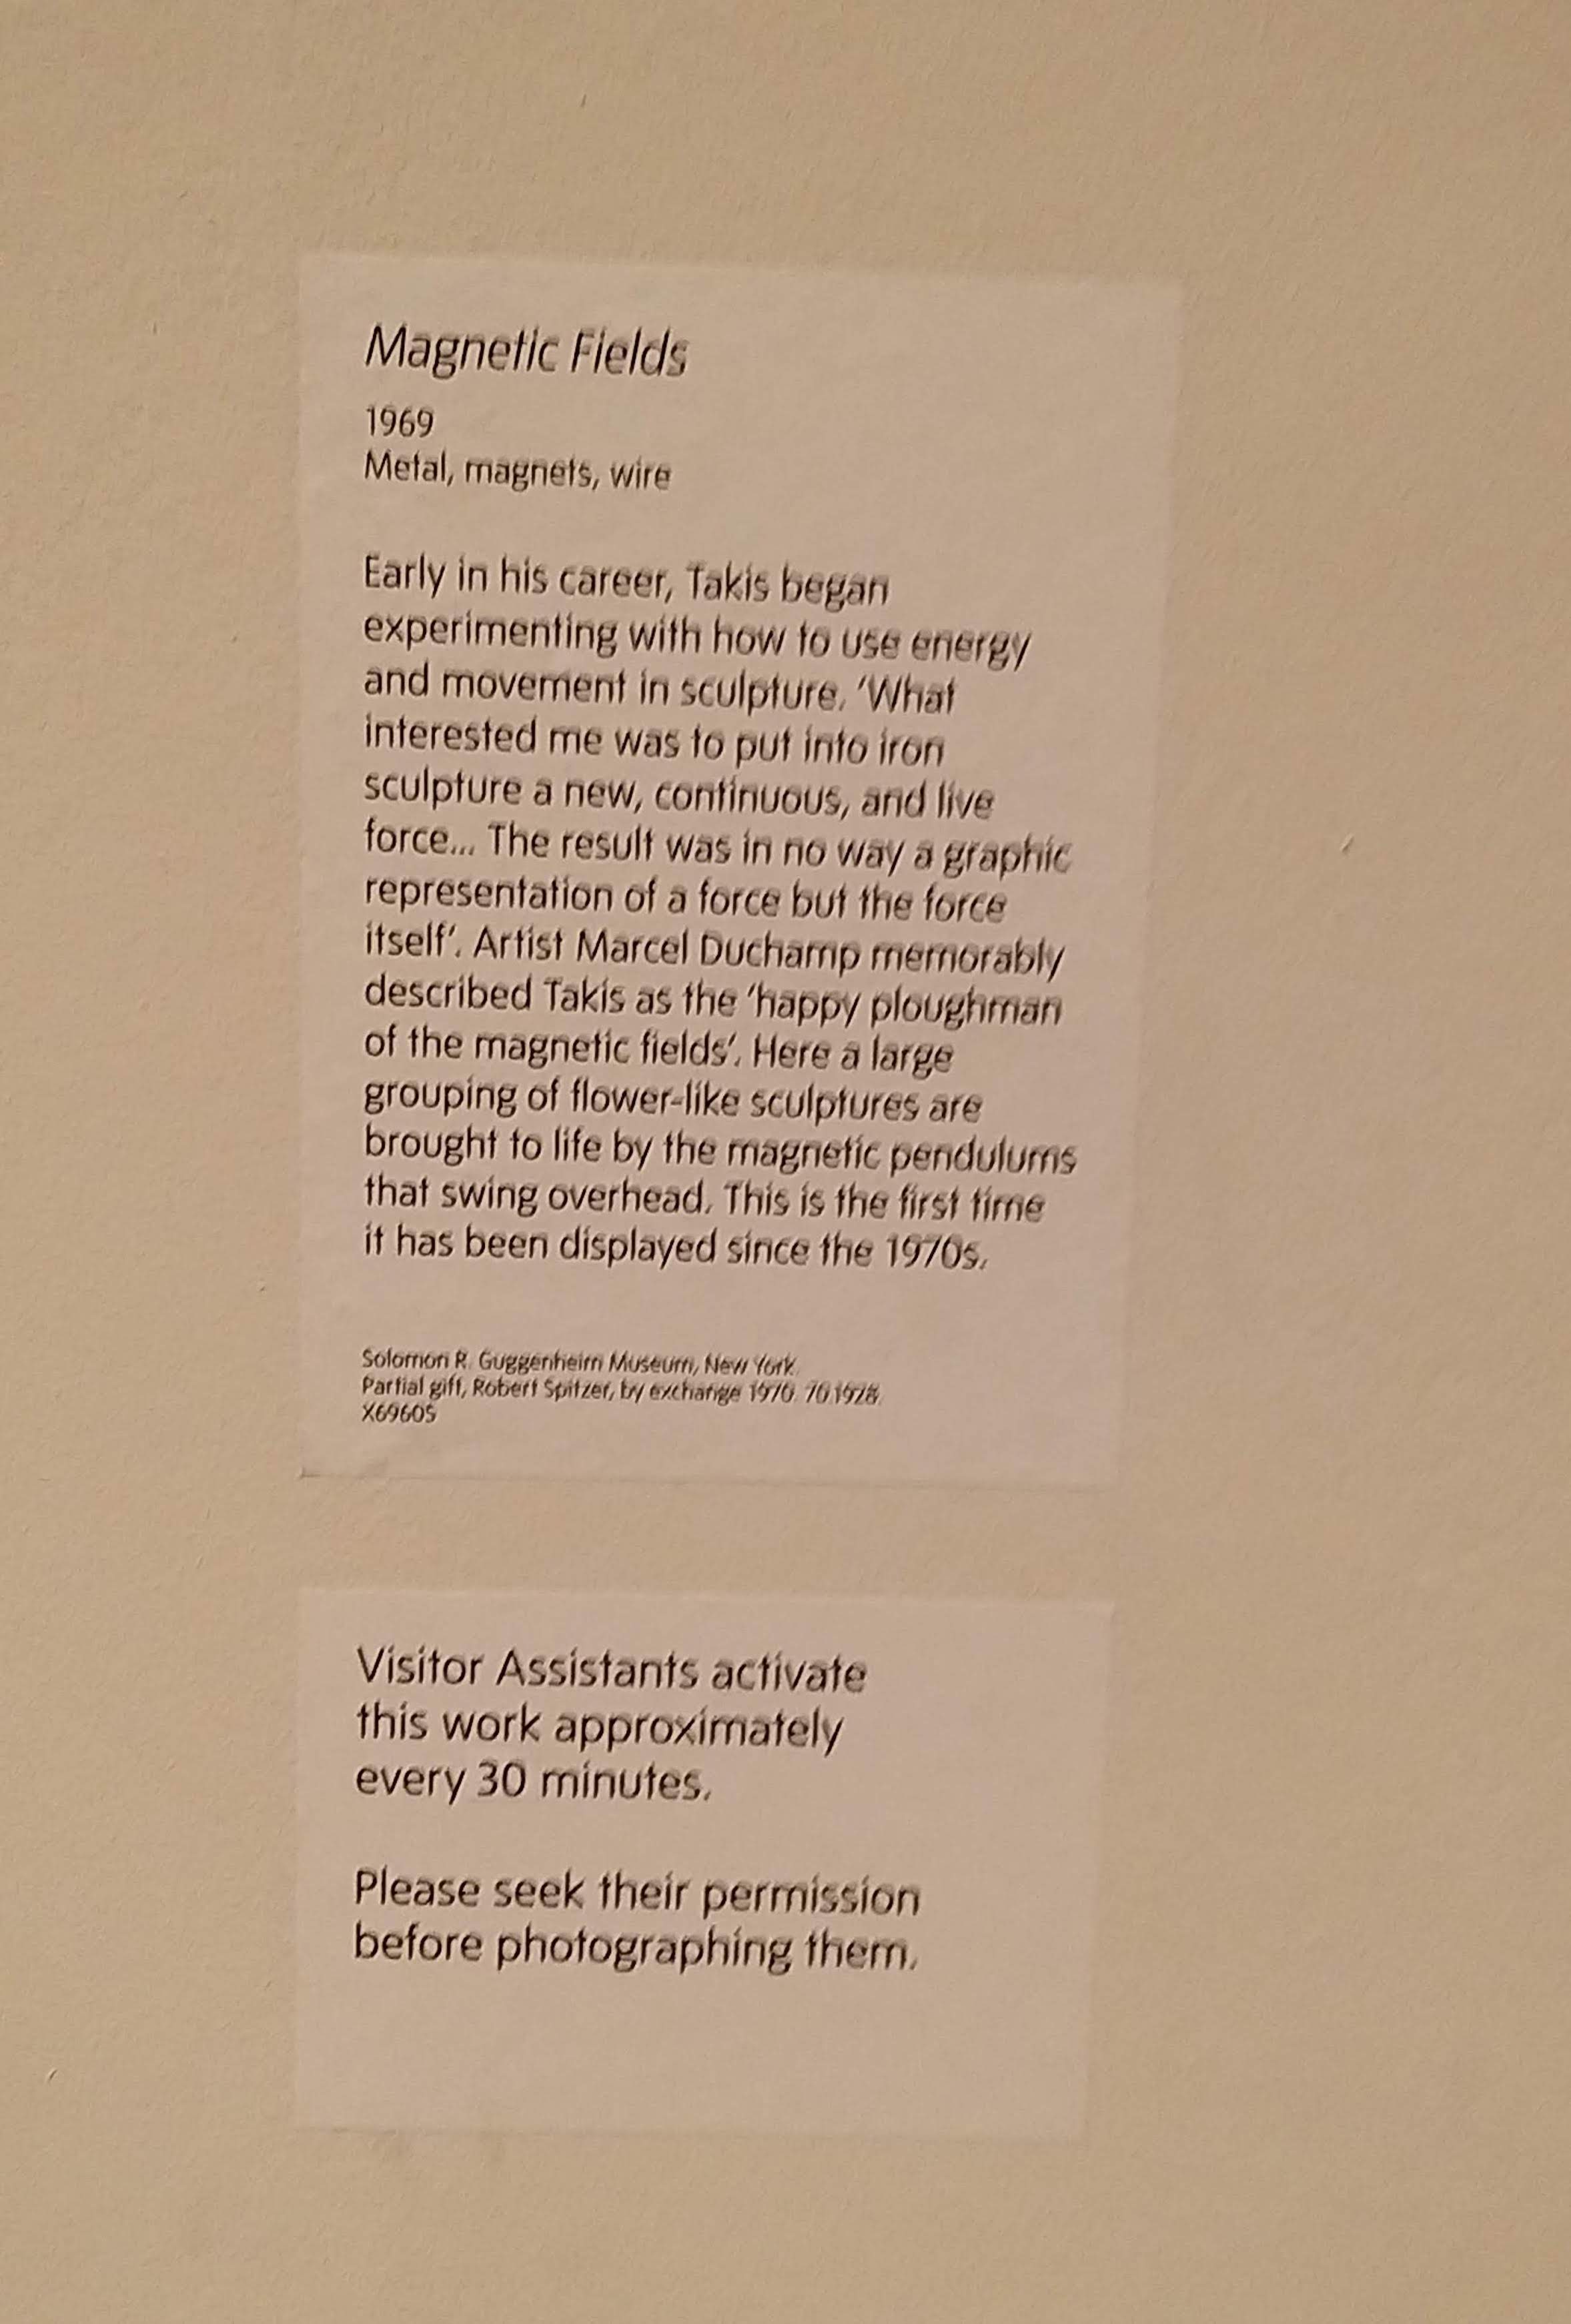 Magnetic Fields
1969
Metal, magnets, wire
Early in his career, Takis began
experimenting with how to use energy
and movement in sculpture. ‘What
interested me was to put into iron
sculpture a new, continuous, and live
force... The result was in no way a graphic
representation of a force but the force
itself’. Artist Marcel Duchamp memorably
described Takis as the ‘happy ploughman
of the magnetic fields’. Here a large
grouping of flower-like sculptures are
brought to life by the magnetic pendulums
that swing overhead. This is the first time
it has been displayed since the 1970s.
Solomon R. Guggenheim Museum, New York.
Partial gift, Robert Spitzer, by exchange 1970. 70.1928.
X69605
Visitor Assistants activate
this work approximately
every 30 minutes.
Please seek their permission
before photographing them.